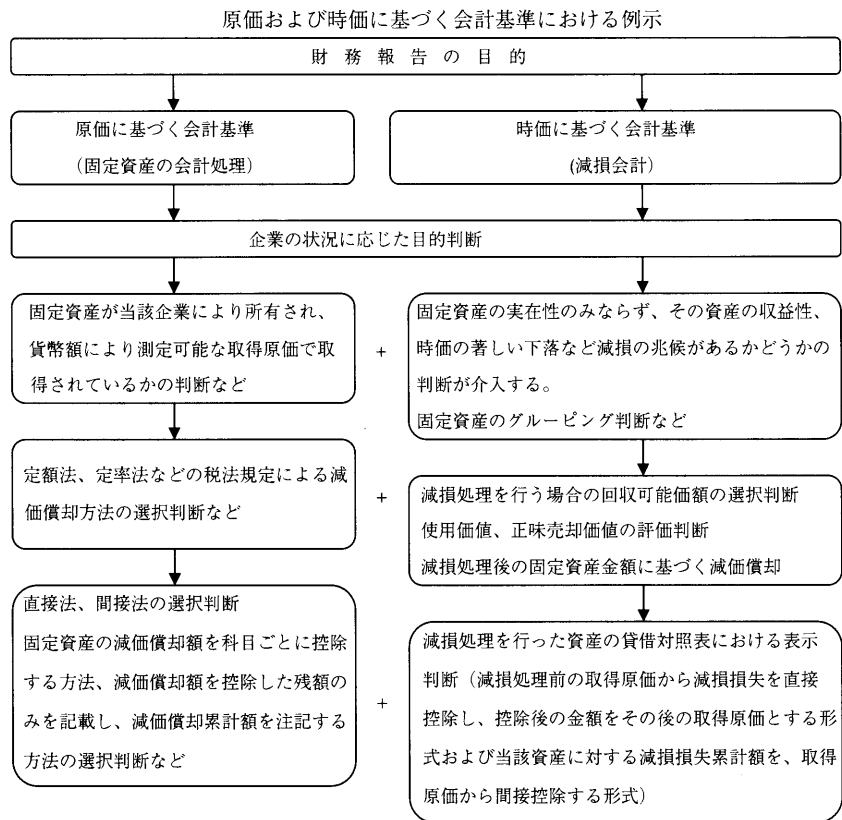 原価および時価に基づく会計基準における例示
財務報告の目的
原価に基づく会計基準
(固定資産の会計処理)
時価に基づく会計基準
(減損会計)
企業の状況に応じた目的判断
固定資産が当該企業により所有され、
貨幣額により測定可能な取得原価で取
得されているかの判断など
+
固定資産の実在性のみならず、その資産の収益性、
時価の著しい下落など減損の兆候があるかどうかの
判断が介入する。
固定資産のグルーピング判断など
定額法、定率法などの税法規定による減
価償却方法の選択判断など
+
減損処理を行う場合の回収可能価額の選択判断
使用価値、正味売却価値の評価判断
減損処理後の固定資産金額に基づく減価償却
直接法、間接法の選択判断
固定資産の減価償却額を科目ごとに控除
する方法、減価償却額を控除した残額の
みを記載し、減価償却累計額を注記する
方法の選択判断など
+
減損処理を行った資産の貸借対照表における表示
判断（減損処理前の取得原価から減損損失を直接
控除し、控除後の金額をその後の取得原価とする形
式および当該資産に対する減損損失累計額を、取得
原価から間接控除する形式）